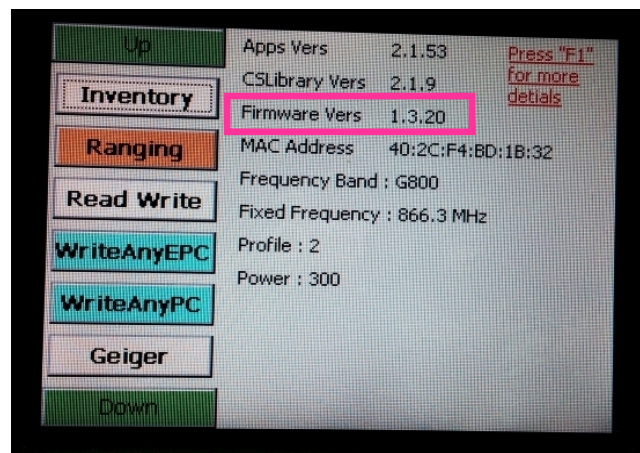 Up
Inventory
Ranging
Read Write
WriteAnyEPC
WriteAnyPC
Geiger
Down
Apps Vers 2.1.53
CSLibrary Vers 2.1.9
Firmware Vers 1.3.20
MAC Address 40:2C:F4:BD:1B:32
Frequency Band : G800
Fixed Frequency : 866.3 MHz
Profile : 2
Power : 300
Press "F1"
for more
detials